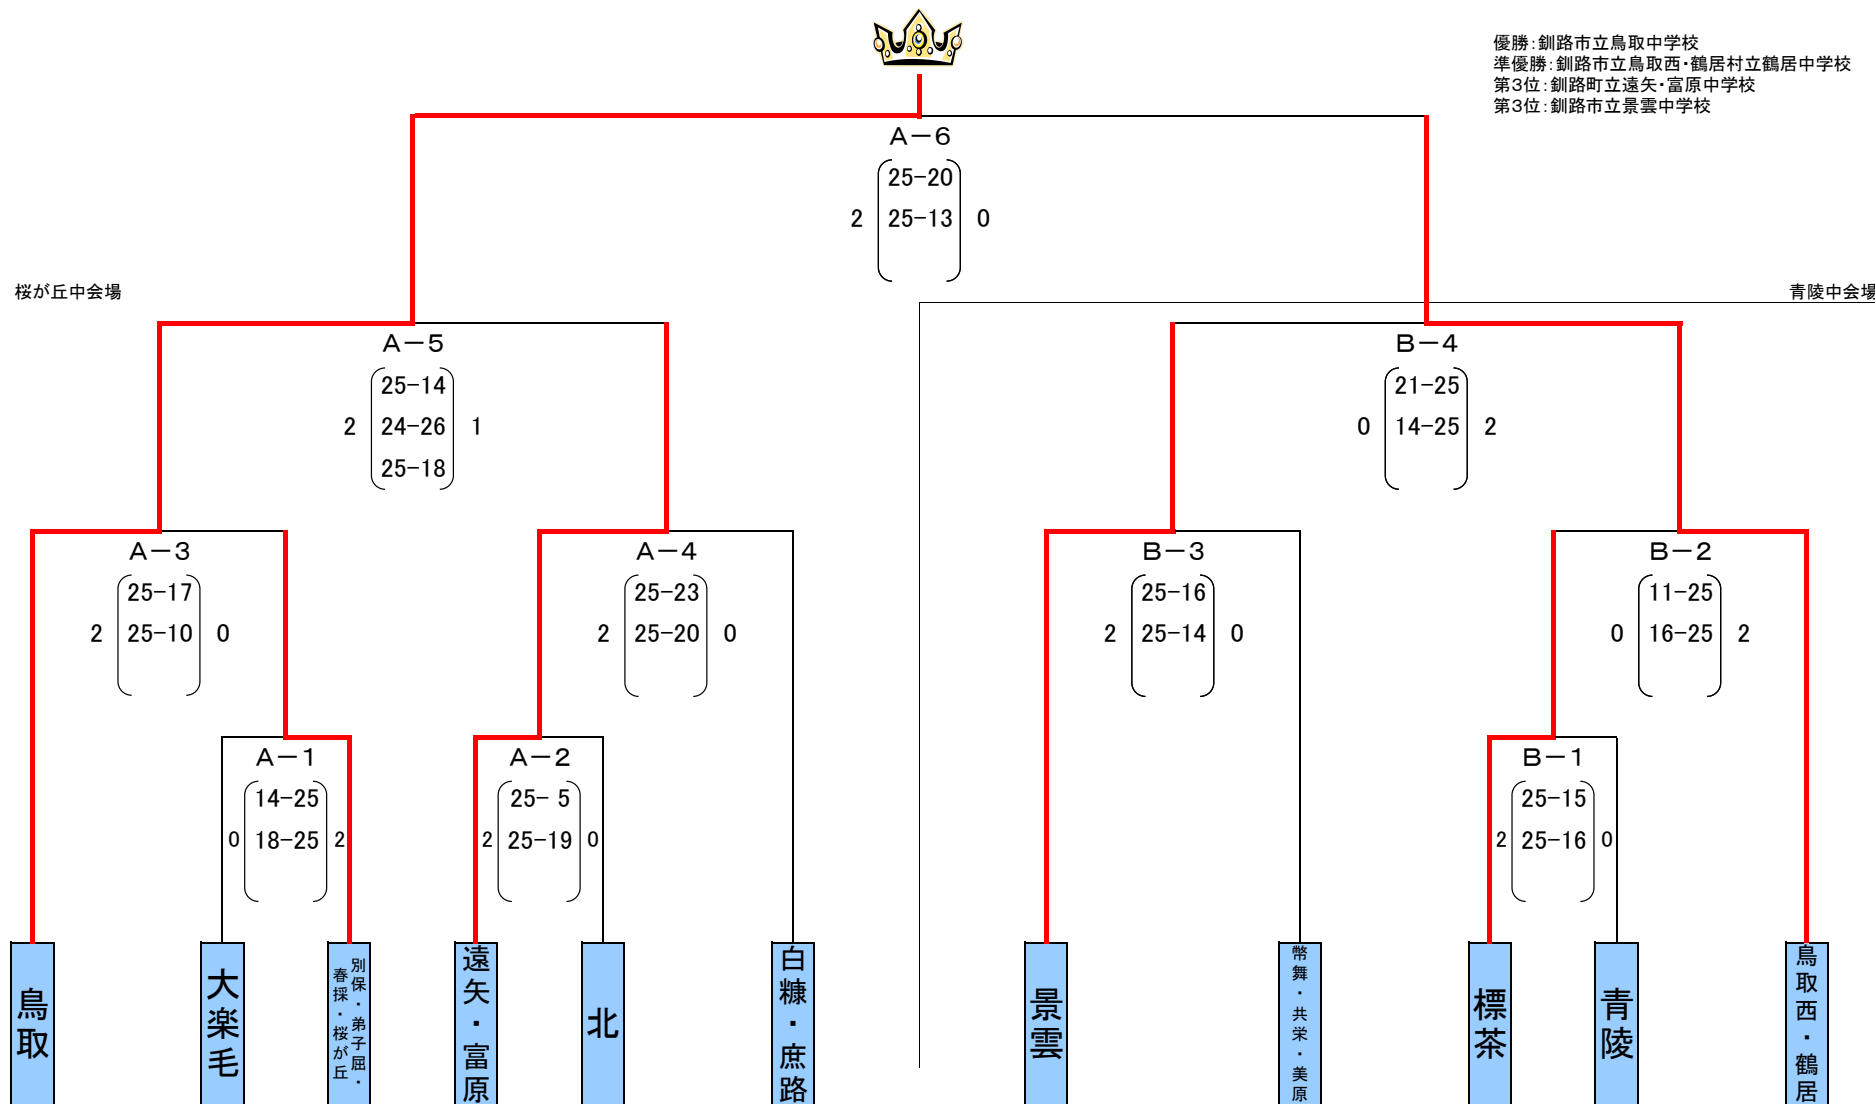 優勝：釧路市立鳥取中学校
準優勝：釧路市立鳥取西・鶴居村立鶴居中学校
第3位：釧路町立遠矢・富原中学校
第3位：釧路市立景雲中学校
A－6
25-20
2 25-13 0
桜が丘中会場
青陵中会場
A－5
25-14
2 24-26 1
25-18
B－4
21-25
0 14-25 2
A－3
25-17
2 25-10 0
A－4
25-23
2 25-20 0
B－3
25-16
2 25-14 0
B－2
11-25
0 16-25 2
A－1
14-25
0 18-25 2
A－2
25- 5
2 25-19 0
B－1
25-15
2 25-16 0
鳥取
大楽毛
別保・弟子屈・
春採・桜が丘
遠矢・富原
北
白糠・庶路
景雲
幣舞・共栄・美原
標茶
青陵
鳥取西・鶴居